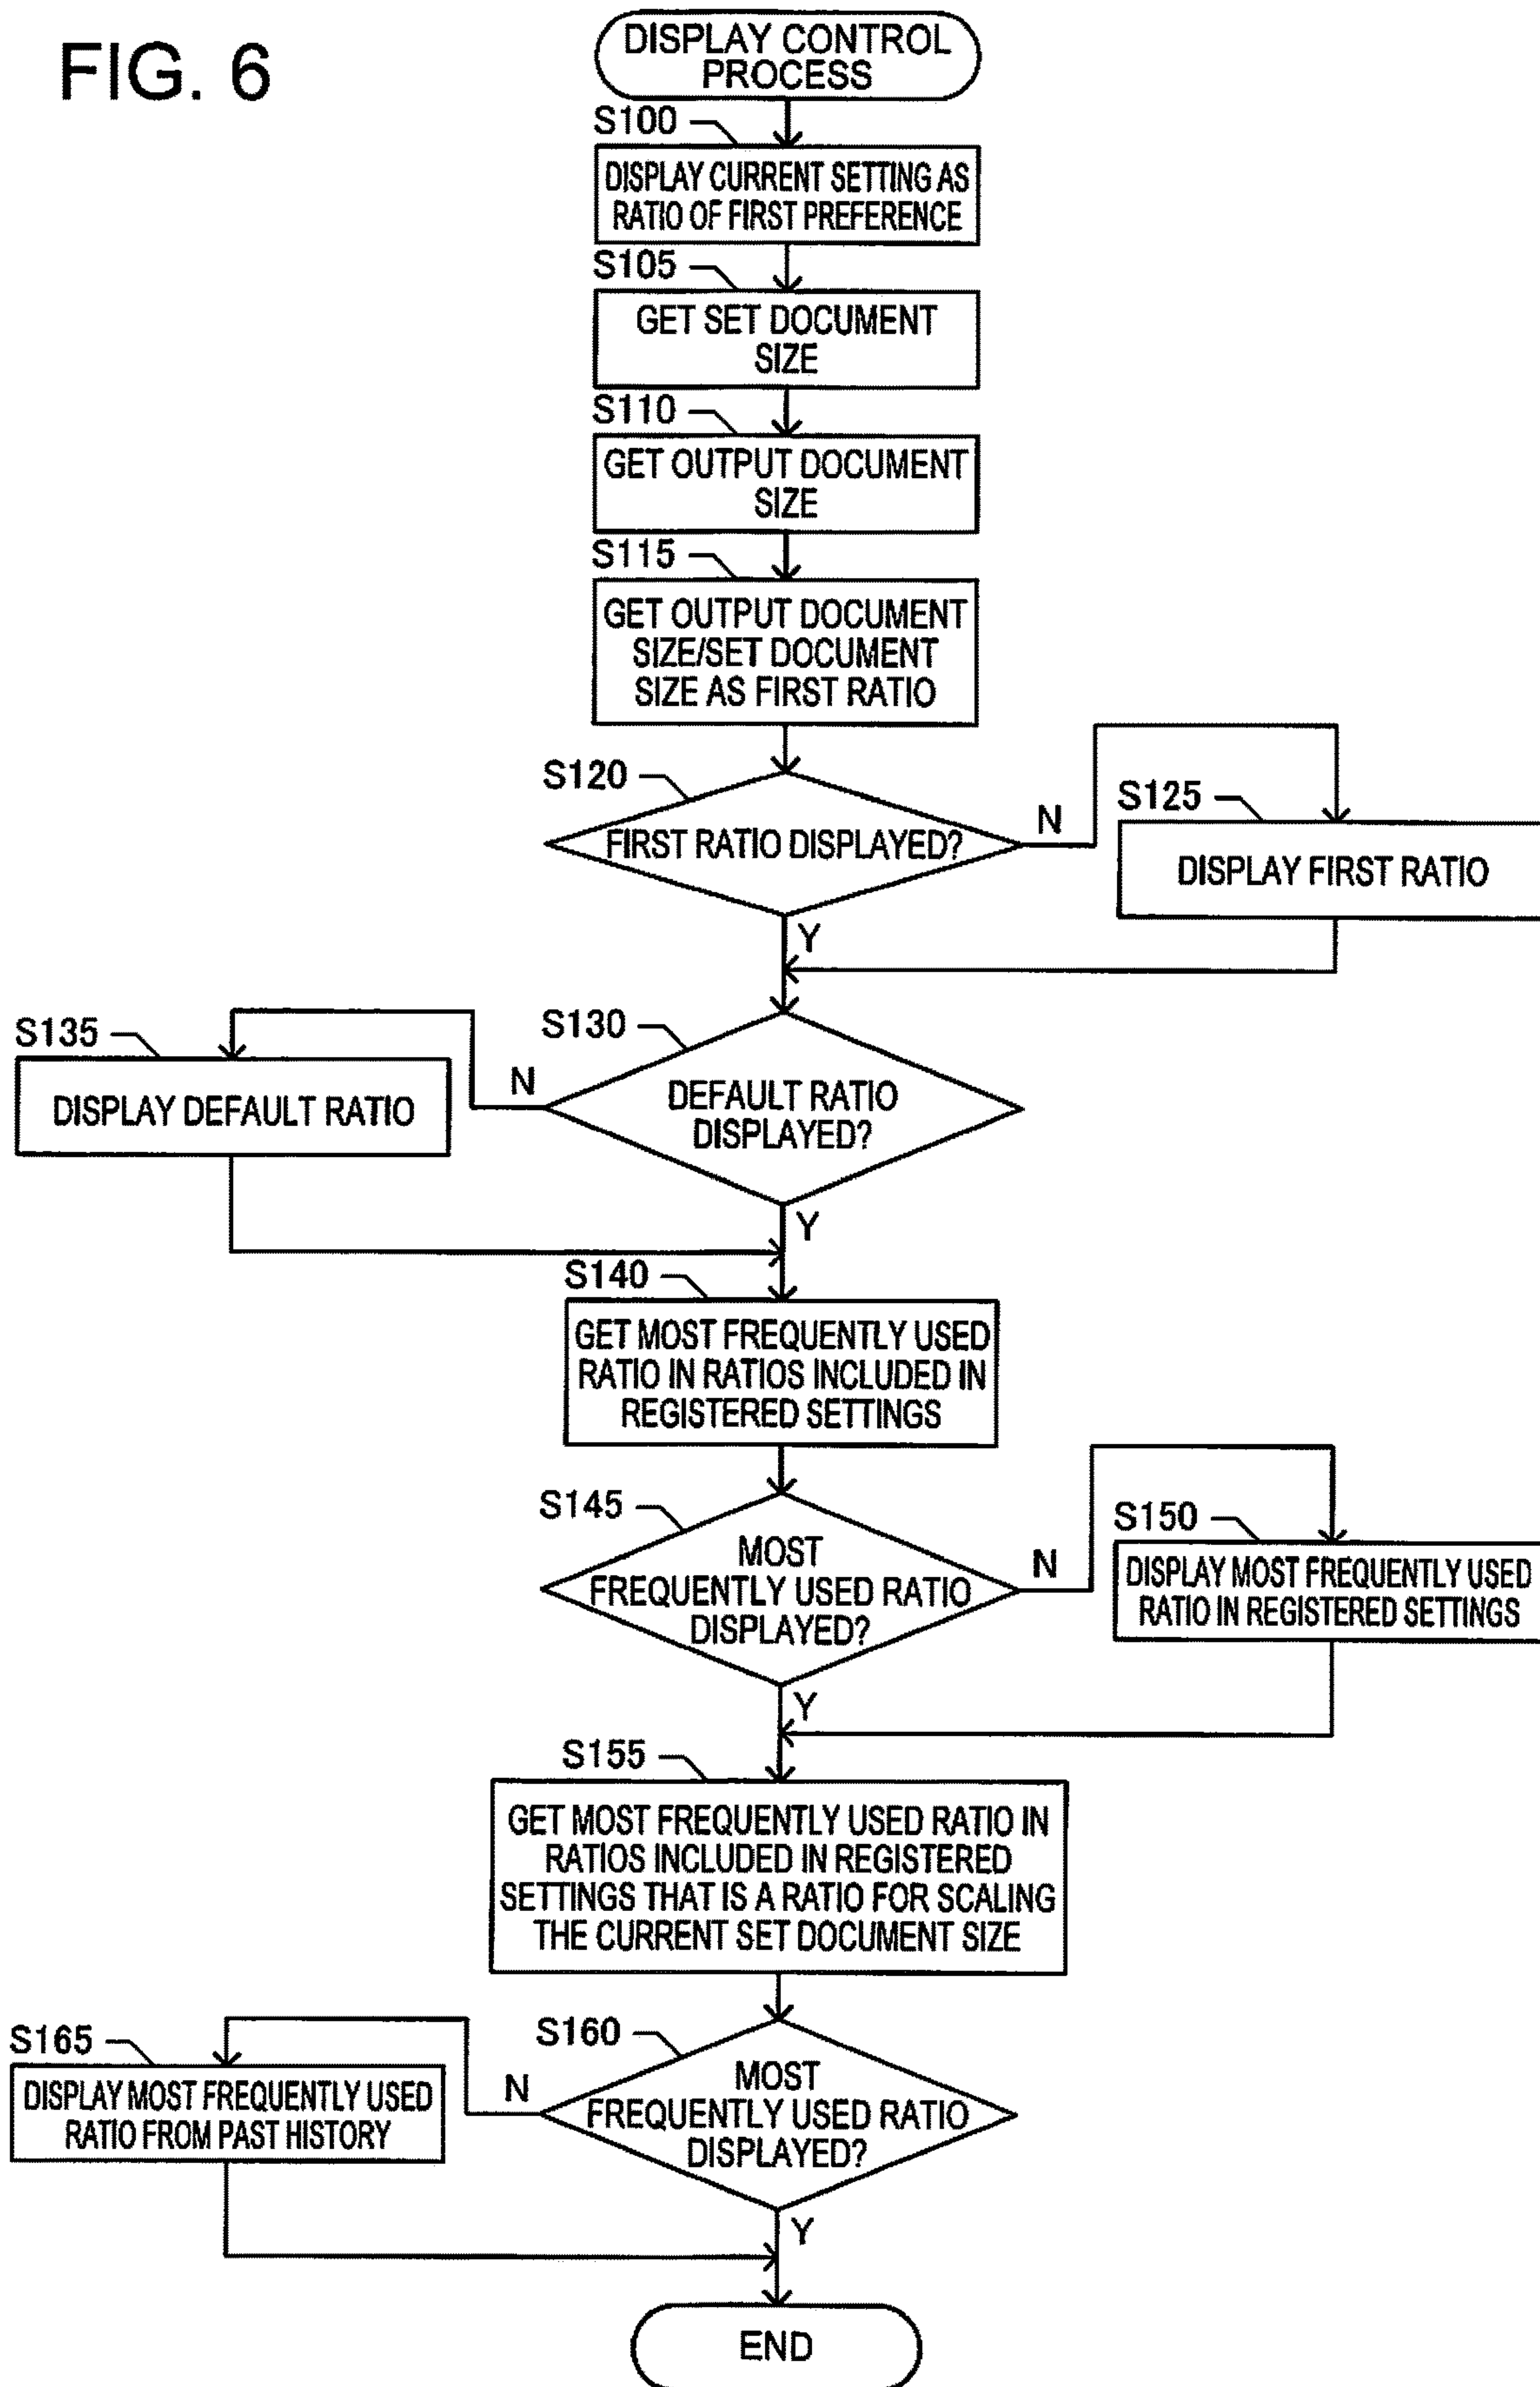 FIG. 6
DISPLAY CONTROL
PROCESS
S100
DISPLAY CURRENT SETTING AS
RATIO OF FIRST PREFERENCE
S105
GET SET DOCUMENT
SIZE
S110
GET OUTPUT DOCUMENT
SIZE
S115
GET OUTPUT DOCUMENT
SIZE/SET DOCUMENT
SIZE AS FIRST RATIO
S120
FIRST RATIO DISPLAYED?
N
S125
DISPLAY FIRST RATIO
Y
S130
DEFAULT RATIO
DISPLAYED?
N
S135
DISPLAY DEFAULT RATIO
Y
S140
GET MOST FREQUENTLY USED
RATIO IN RATIOS INCLUDED IN
REGISTERED SETTINGS
S145
MOST
FREQUENTLY USED RATIO
DISPLAYED?
N
S150
DISPLAY MOST FREQUENTLY USED
RATIO IN REGISTERED SETTINGS
Y
S155
GET MOST FREQUENTLY USED RATIO IN
RATIOS INCLUDED IN REGISTERED
SETTINGS THAT IS A RATIO FOR SCALING
THE CURRENT SET DOCUMENT SIZE
S160
MOST
FREQUENTLY USED RATIO
DISPLAYED?
N
S165
DISPLAY MOST FREQUENTLY USED
RATIO FROM PAST HISTORY
Y
END